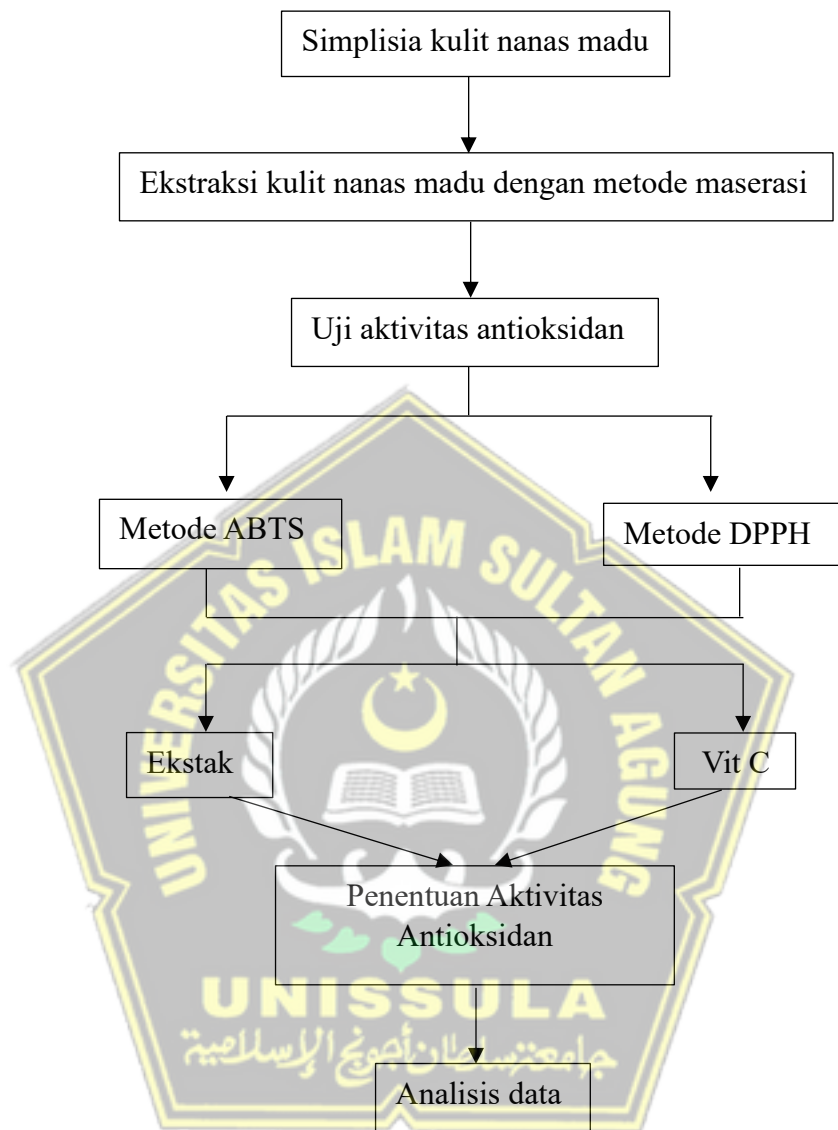 Simplisia kulit nanas madu
Ekstraksi kulit nanas madu dengan metode maserasi
Uji aktivitas antioksidan
Metode ABTS
Metode DPPH
UNIVERSITAS ISLAM SULTAN AGUNG
Ekstak
Vit C
Penentuan Aktivitas
Antioksidan
UNISSULA
جامعة سلطان أجونج الإسلامية
Analisis data